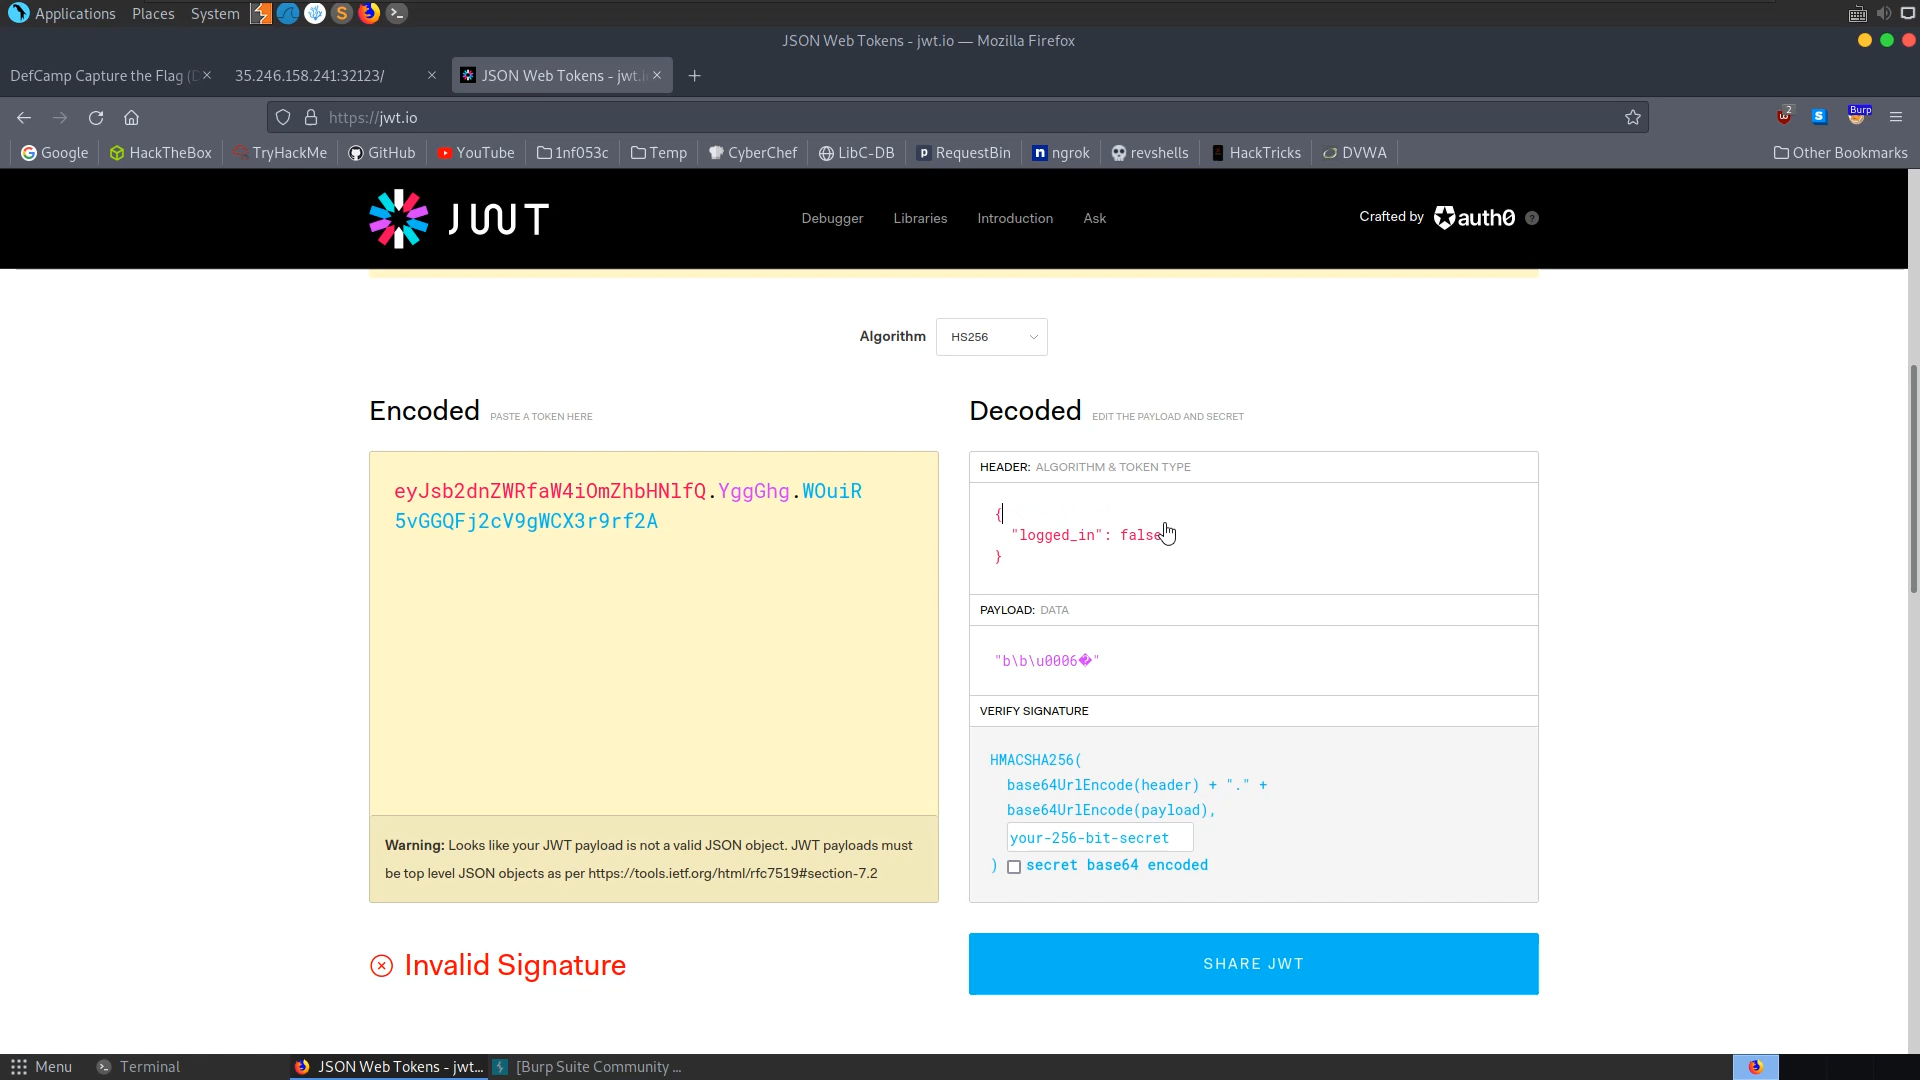 Applications Places System
JSON Web Tokens - jwt.io — Mozilla Firefox
DefCamp Capture the Flag (D
35.246.158.241:32123/
JSON Web Tokens - jwt.i
https://jwt.io
2
Burp
Google HackTheBox TryHackMe GitHub YouTube 1nf053c Temp CyberChef LibC-DB RequestBin ngrok revshells HackTricks DVWA Other Bookmarks
JWT
Debugger Libraries Introduction Ask
Crafted by auth0 ?
Algorithm HS256
Encoded PASTE A TOKEN HERE
eyJsb2dnZWRfaW4iOmZhbHNlfQ.YggGhg.WOuiR
5vGGQFj2cV9gWCX3r9rf2A
Warning: Looks like your JWT payload is not a valid JSON object. JWT payloads must
be top level JSON objects as per https://tools.ietf.org/html/rfc7519#section-7.2
Invalid Signature
Decoded EDIT THE PAYLOAD AND SECRET
HEADER: ALGORITHM & TOKEN TYPE
{
"logged_in": false
}
PAYLOAD: DATA
"b\b\u0006�"
VERIFY SIGNATURE
HMACSHA256(
base64UrlEncode(header) + "." +
base64UrlEncode(payload),
your-256-bit-secret
) secret base64 encoded
SHARE JWT
Menu Terminal JSON Web Tokens - jwt... [Burp Suite Community ...